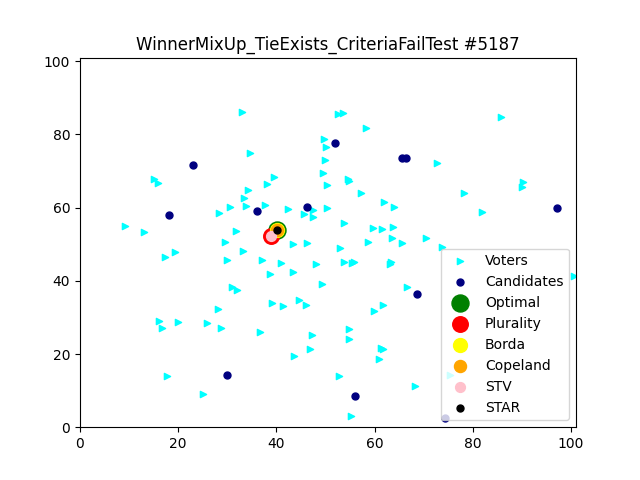 WinnerMixUp_TieExists_CriteriaFailTest #5187
100
80
60
40
20
0
0 20 40 60 80 100
Voters
Candidates
Optimal
Plurality
Borda
Copeland
STV
STAR